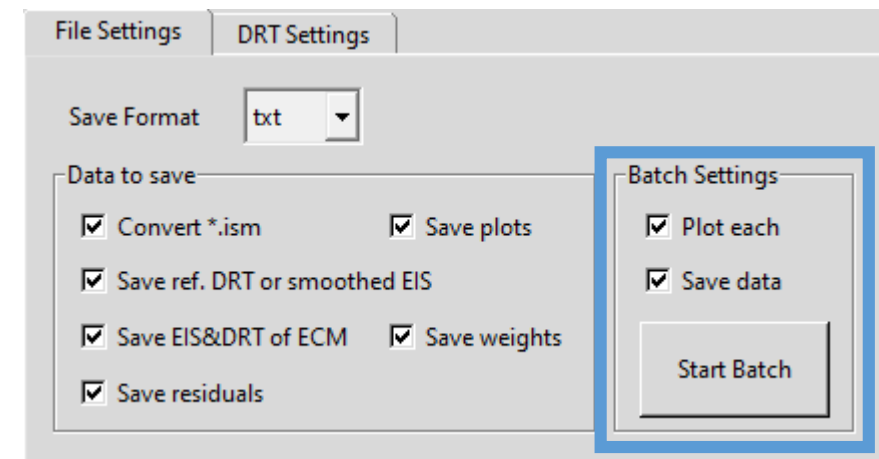 File Settings
DRT Settings
Save Format
txt
Data to save
Convert *.ism
Save plots
Save ref. DRT or smoothed EIS
Save EIS&DRT of ECM
Save weights
Save residuals
Batch Settings
Plot each
Save data
Start Batch